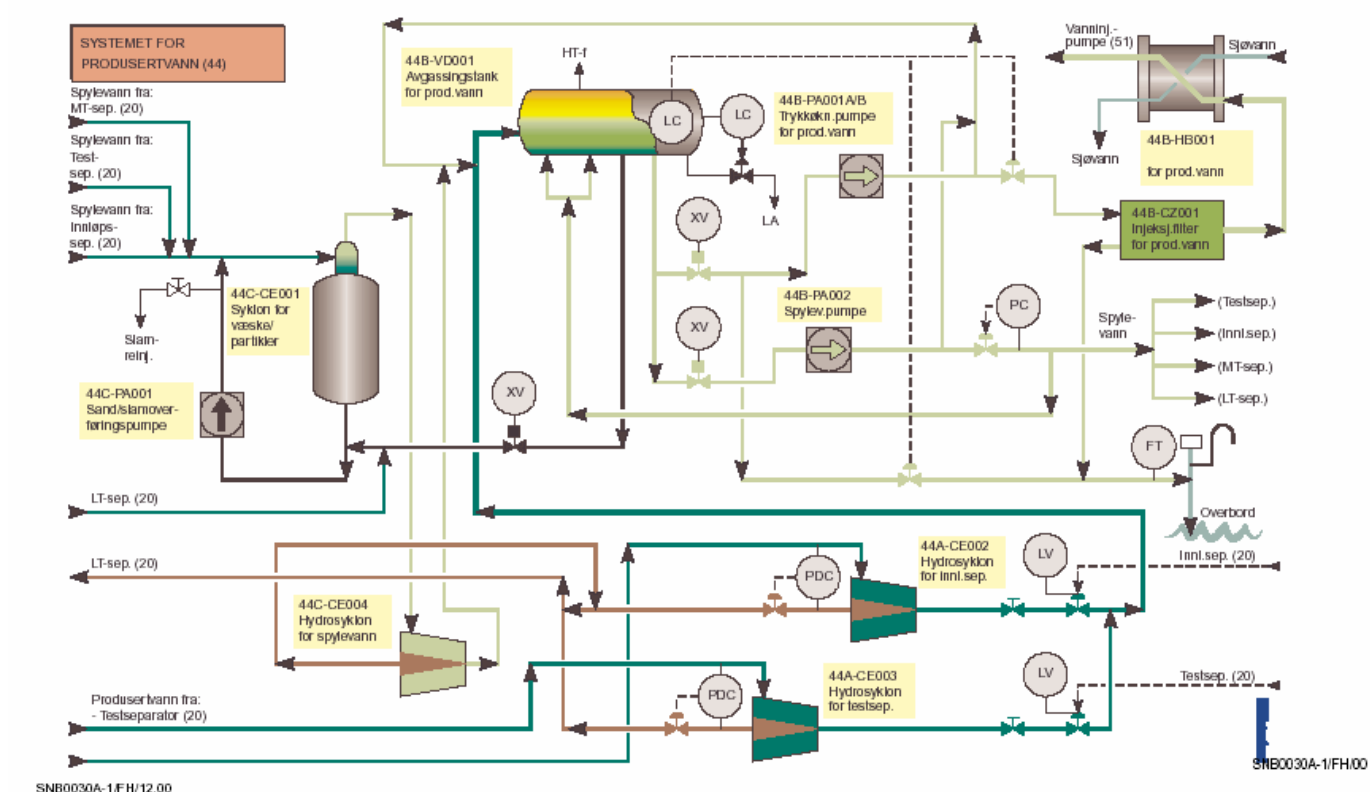 SYSTEMET FOR
PRODUSERTVANN (44)
Spylevann fra:
MT-sep. (20)
Spylevann fra:
Test-
sep. (20)
Spylevann fra:
Innløps-
sep. (20)
Slam-
reinj.
44C-CE001
Syklon for
væske/
partikler
44C-PA001
Sand/slamover-
føringspumpe
LT-sep. (20)
LT-sep. (20)
44C-CE004
Hydrosyklon
for spylevann
Produsertvann fra:
- Testseparator (20)
44B-VD001
Avgassingstank
for prod.vann
HT-f
LC
LC
LA
44B-PA001A/B
Trykkøkn.pumpe
for prod.vann
XV
XV
XV
44B-PA002
Spylev.pumpe
PC
Vanninj.-
pumpe (51)
Sjøvann
Sjøvann
44B-HB001
for prod.vann
44B-CZ001
Injeksj.filter
for prod.vann
Spyle-
vann
(Testsep.)
(Innl.sep.)
(MT-sep.)
(LT-sep.)
FT
Overbord
44A-CE002
Hydrosyklon
for innl.sep.
PDC
LV
Innl.sep. (20)
44A-CE003
Hydrosyklon
for testsep.
PDC
LV
Testsep. (20)
SNB0030A-1/FH/12.00
SNB0030A-1/FH/00